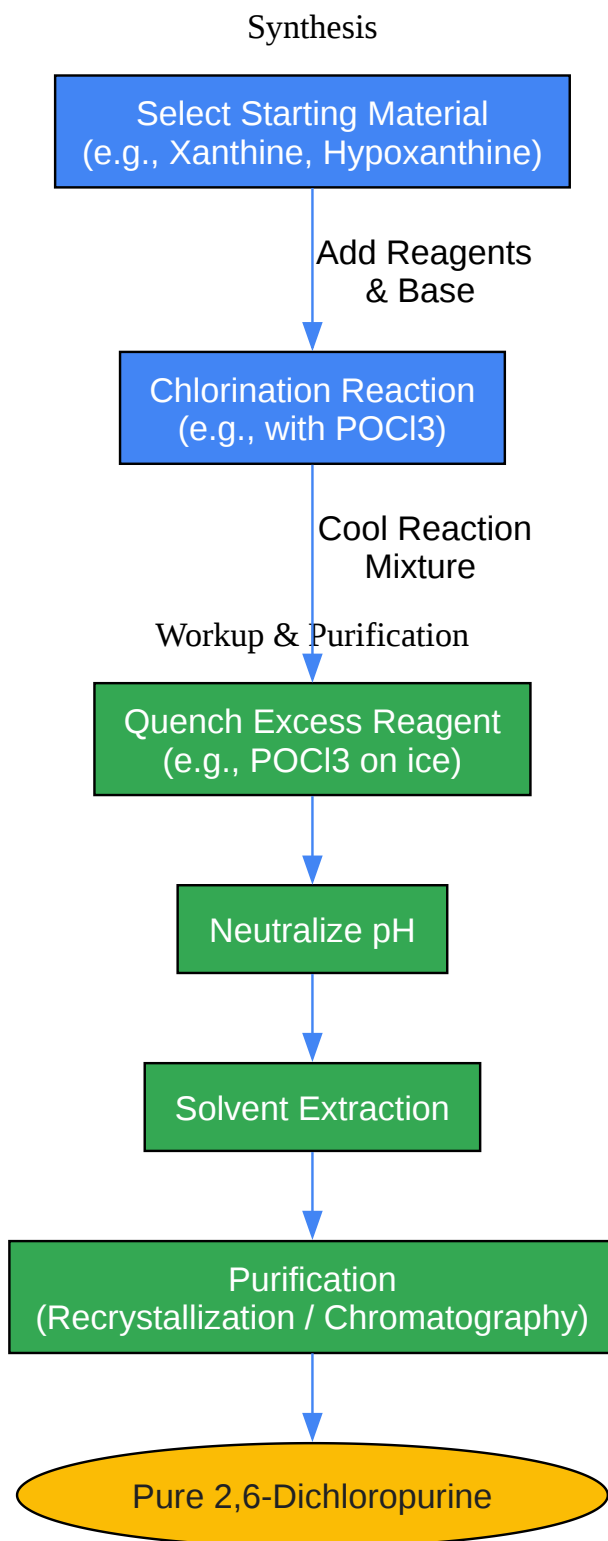 Synthesis
Select Starting Material
(e.g., Xanthine, Hypoxanthine)
Add Reagents
& Base
Chlorination Reaction
(e.g., with POCl3)
Cool Reaction
Mixture
Workup & Purification
Quench Excess Reagent
(e.g., POCl3 on ice)
Neutralize pH
Solvent Extraction
Purification
(Recrystallization / Chromatography)
Pure 2,6-Dichloropurine